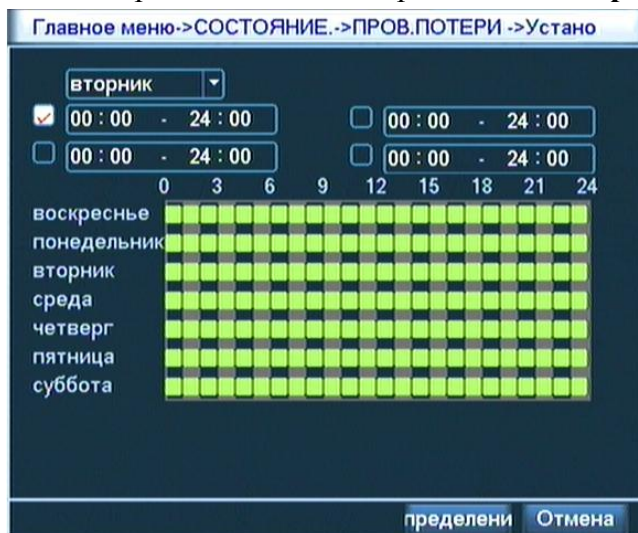 Главное меню->СОСТОЯНИЕ.->ПРОВ.ПОТЕРИ ->Устано
вторник
00 : 00 - 24 : 00 00 : 00 - 24 : 00
00 : 00 - 24 : 00 00 : 00 - 24 : 00
0 3 6 9 12 15 18 21 24
воскреснье
понедельник
вторник
среда
четверг
пятница
суббота
пределени Отмена